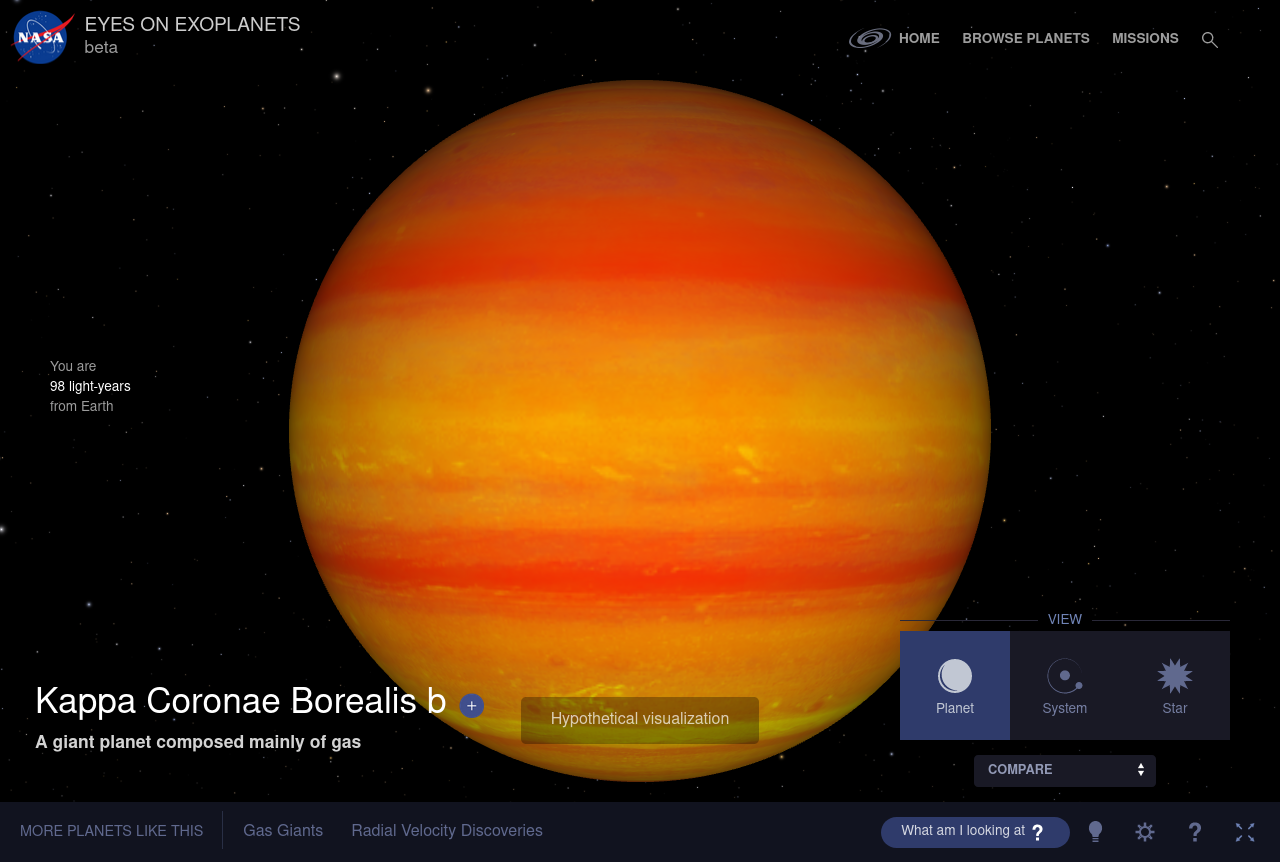 NASA
EYES ON EXOPLANETS
beta
HOME
BROWSE PLANETS
MISSIONS
You are
98 light-years
from Earth
VIEW
Planet
System
Star
Kappa Coronae Borealis b +
A giant planet composed mainly of gas
Hypothetical visualization
COMPARE
MORE PLANETS LIKE THIS
Gas Giants
Radial Velocity Discoveries
What am I looking at ?
?